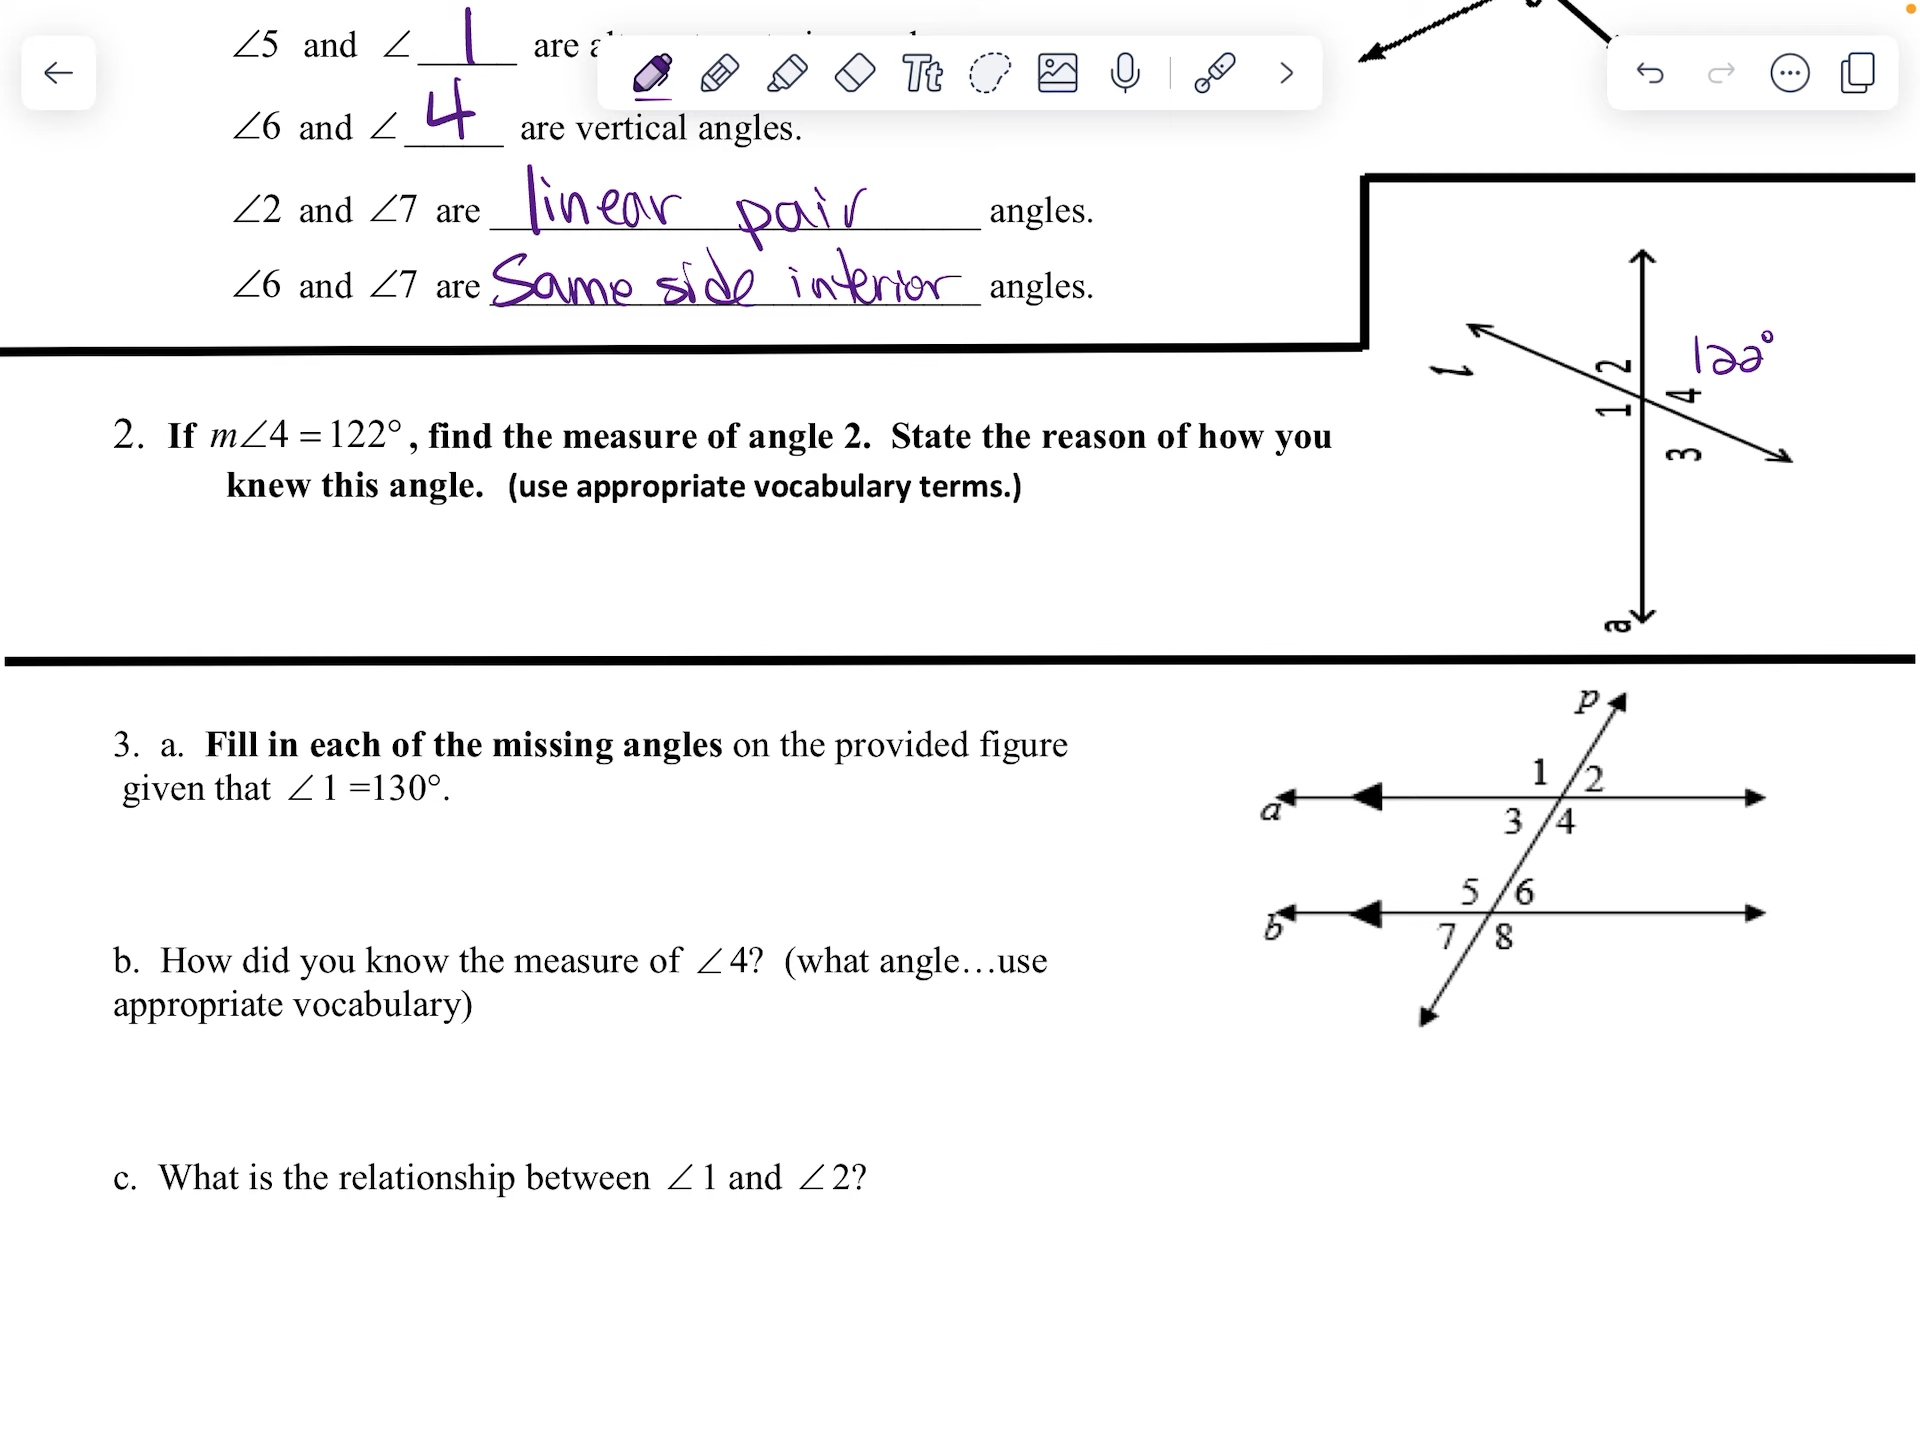 ∠5 and ∠ 1 are
∠6 and ∠ 4 are vertical angles.
∠2 and ∠7 are linear pair angles.
∠6 and ∠7 are Same side interior angles.
Tt
l
1 2
3 4
122°
a
2. If m∠4 = 122°, find the measure of angle 2. State the reason of how you
knew this angle. (use appropriate vocabulary terms.)
3. a. Fill in each of the missing angles on the provided figure
given that ∠1 =130°.
p
1 2
a
3 4
5 6
b
7 8
b. How did you know the measure of ∠4? (what angle…use
appropriate vocabulary)
c. What is the relationship between ∠1 and ∠2?